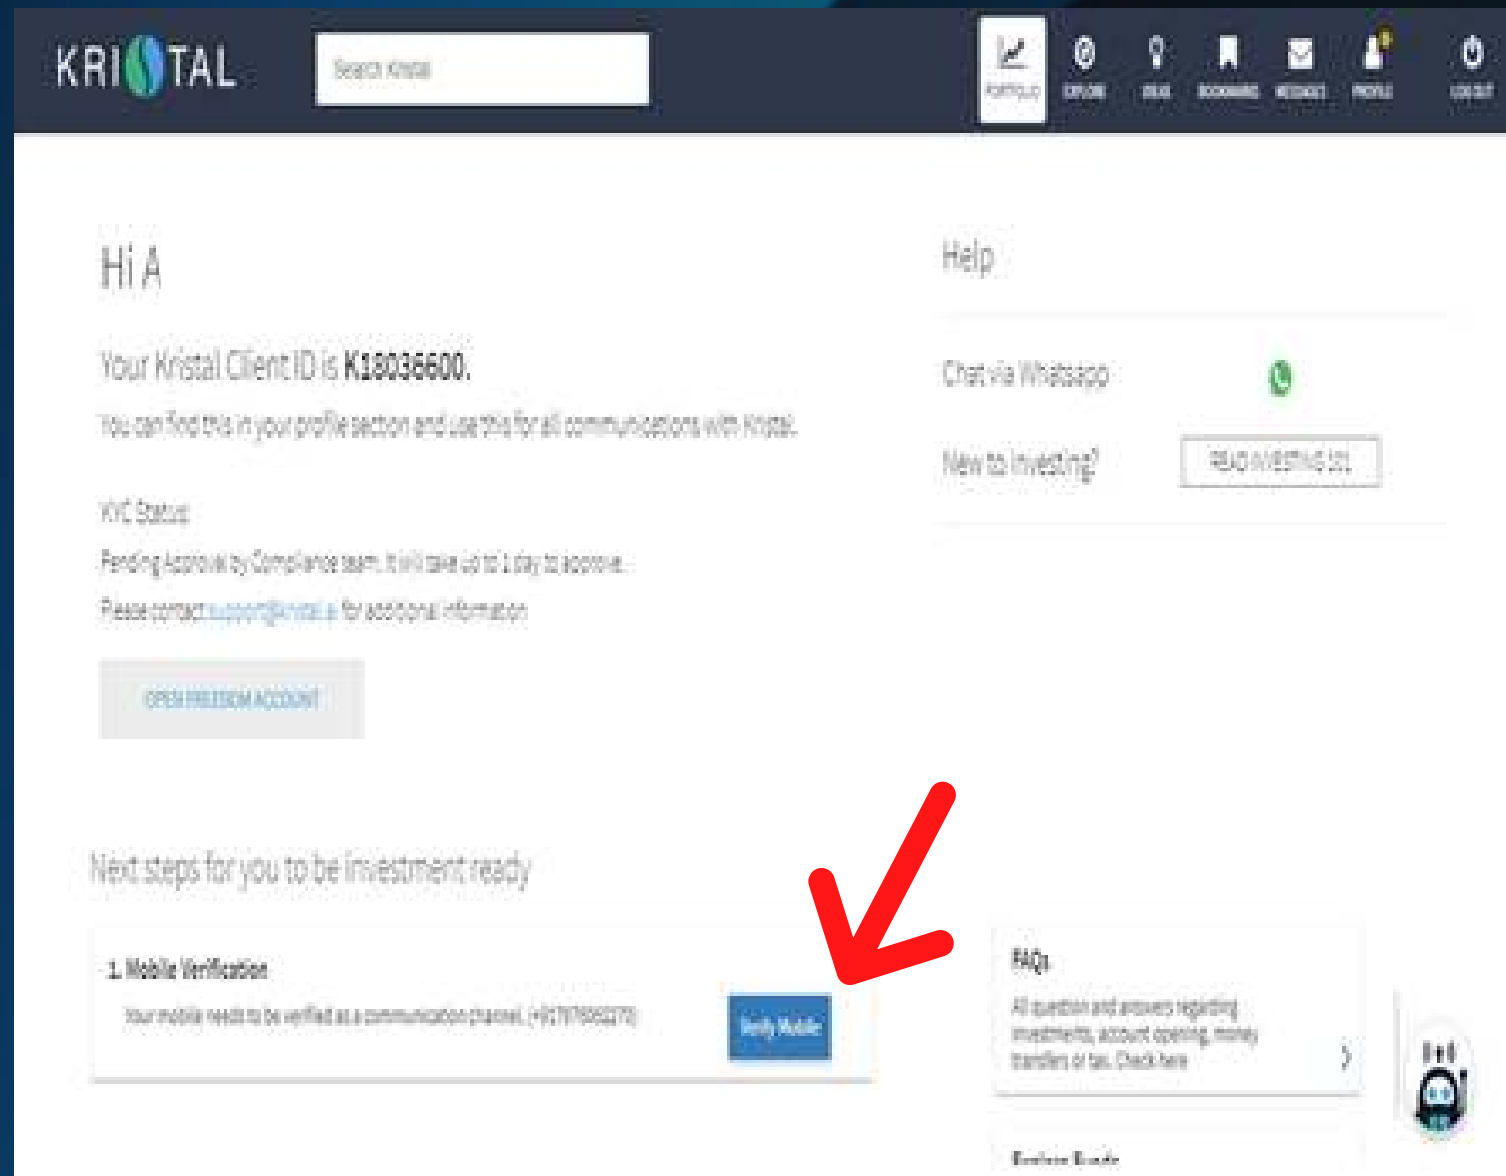 KRISTAL
Search Kristal
PORTFOLIO
EXPLORE
IDEAS
BOOKMARKS
MESSAGES
PROFILE
LOG OUT
Hi A
Help
Your Kristal Client ID is K18036600.
You can find this in your profile section and use this for all communications with Kristal.
Chat via Whatsapp
New to investing?
READ INVESTING 101
KYC Status
Pending Approval by Compliance team. It will take up to 1 day to approve.
Please contact support@kristal.ai for additional information
OPEN FREEDOM ACCOUNT
Next steps for you to be investment ready
1. Mobile Verification
Your mobile needs to be verified as a communication channel.
Verify Mobile
FAQs
All question and answers regarding
investments, account opening, money
transfers or tax. Check here
Explore Funds